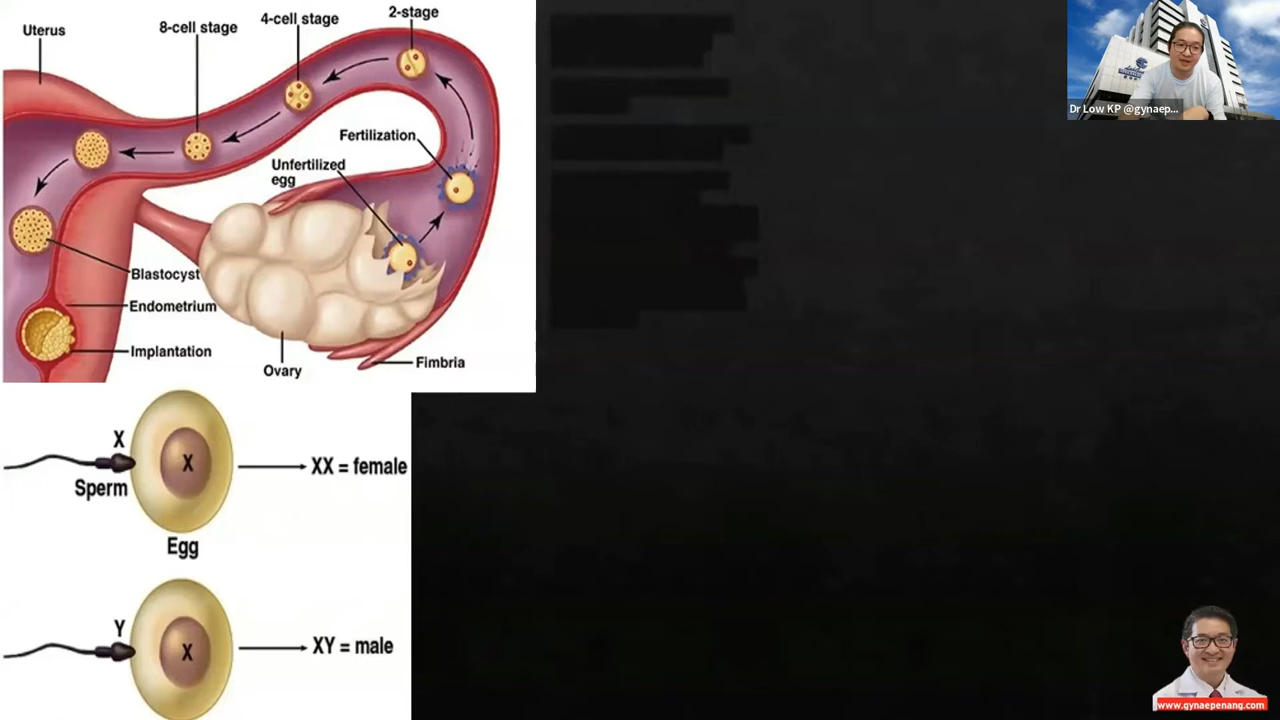 Uterus
8-cell stage
4-cell stage
2-stage
Fertilization
Unfertilized
egg
Blastocyst
Endometrium
Implantation
Ovary
Fimbria
X
X
XX = female
Sperm
Egg
Y
X
XY = male
Dr Low KP @gynaep...
www.gynaepenang.com